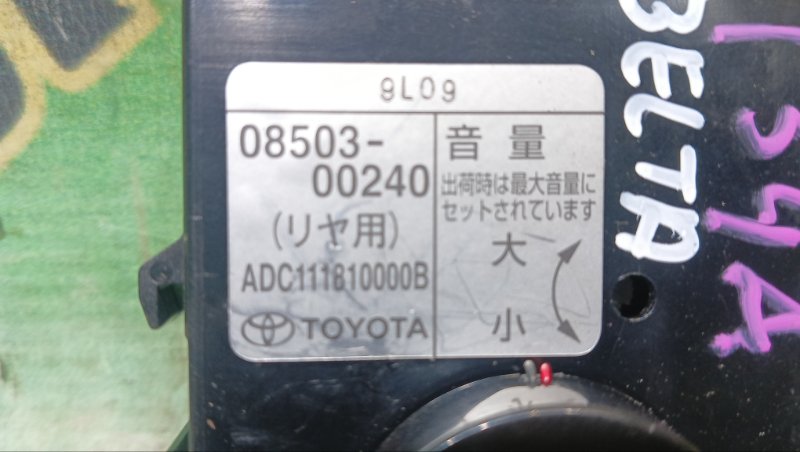 9L09
08503-
00240
(リヤ用)
ADC111810000B
TOYOTA
音量
出荷時は最大音量に
セットされています
大
小
BELTA